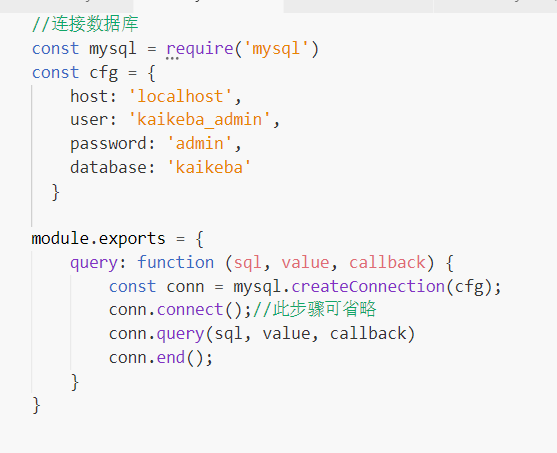 //连接数据库
const mysql = require('mysql')
const cfg = {
    host: 'localhost',
    user: 'kaikeba_admin',
    password: 'admin',
    database: 'kaikeba'
  }
module.exports = {
    query: function (sql, value, callback) {
        const conn = mysql.createConnection(cfg);
        conn.connect();//此步骤可省略
        conn.query(sql, value, callback)
        conn.end();
    }
}